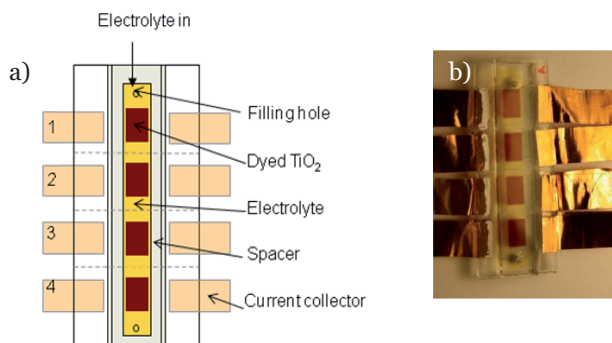 Electrolyte in
a)
b)
Filling hole
1
Dyed TiO₂
2
Electrolyte
3
Spacer
4
Current collector